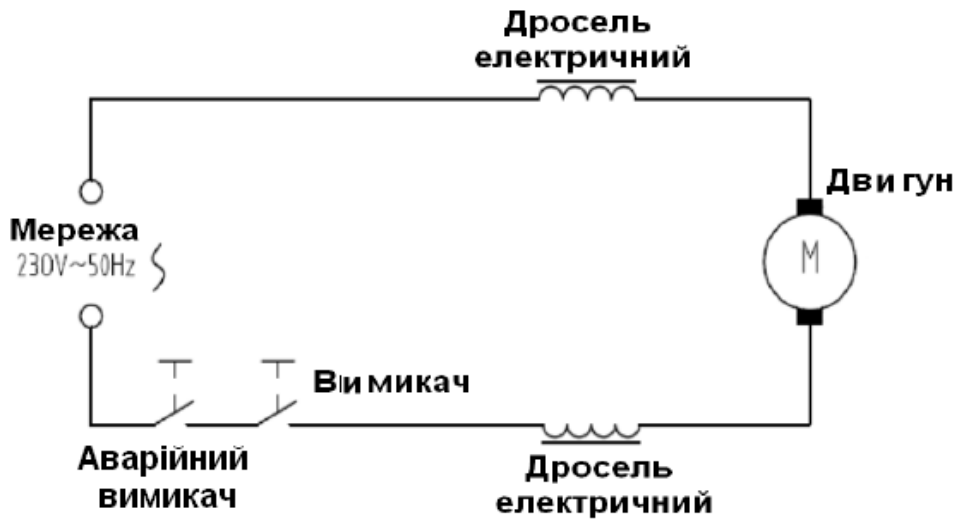 Дросель
електричний
Двигун
Мережа
230V~50Hz
M
Вимикач
Аварійний
вимикач
Дросель
електричний